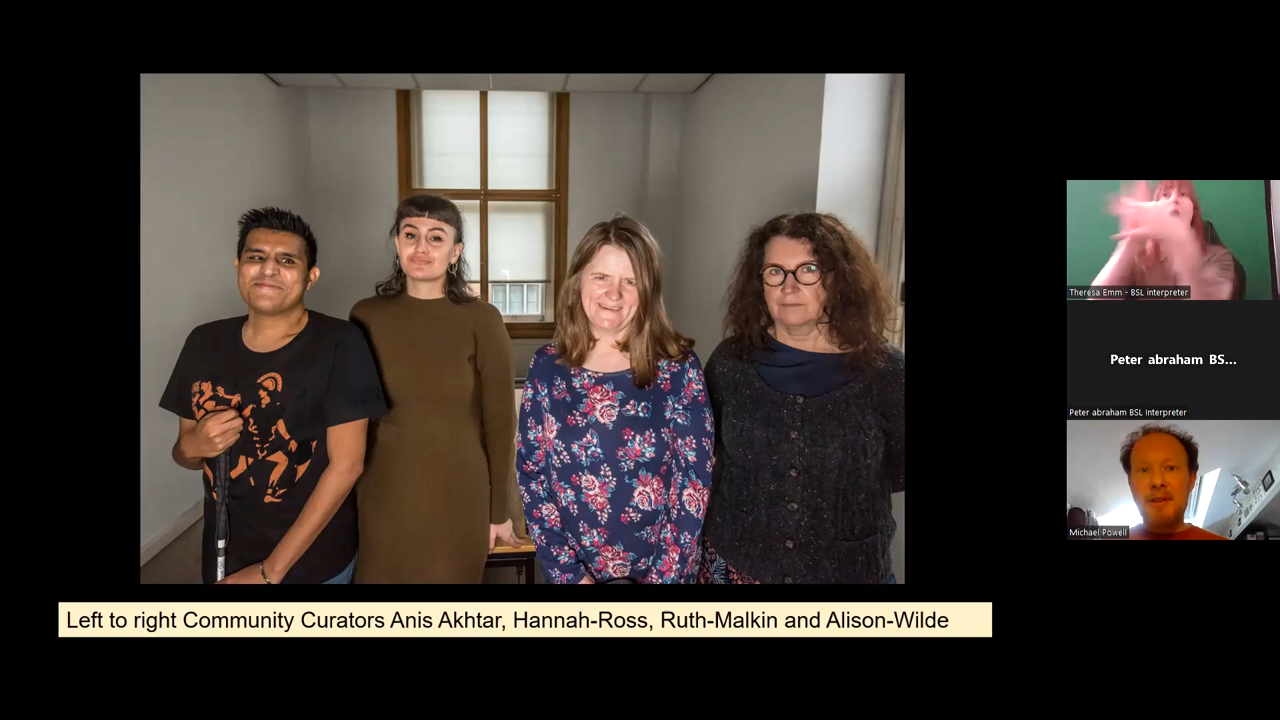 Left to right Community Curators Anis Akhtar, Hannah-Ross, Ruth-Malkin and Alison-Wilde
Theresa Emm - BSL interpreter
Peter abraham BS...
Peter abraham BSL Interpreter
Michael Powell